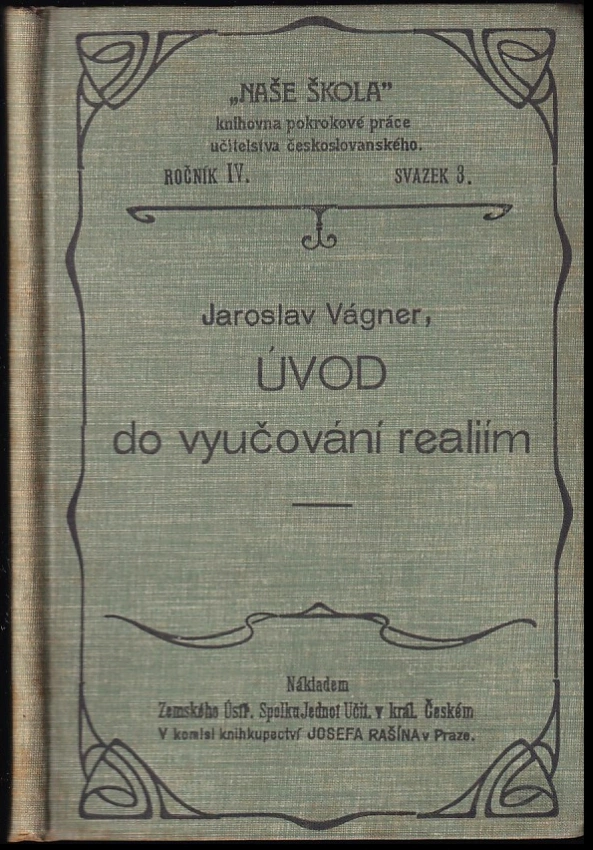 „NAŠE ŠKOLA”
knihovna pokrokové práce
učitelstva českoslovanského.
ROČNÍK IV. SVAZEK 3.
Jaroslav Vágner,
ÚVOD
do vyučování realiím
Nákladem
Zemského Ústř. Spolku Jednot Učit. v král. Českém
V komisi knihkupectví JOSEFA RAŠÍNA v Praze.